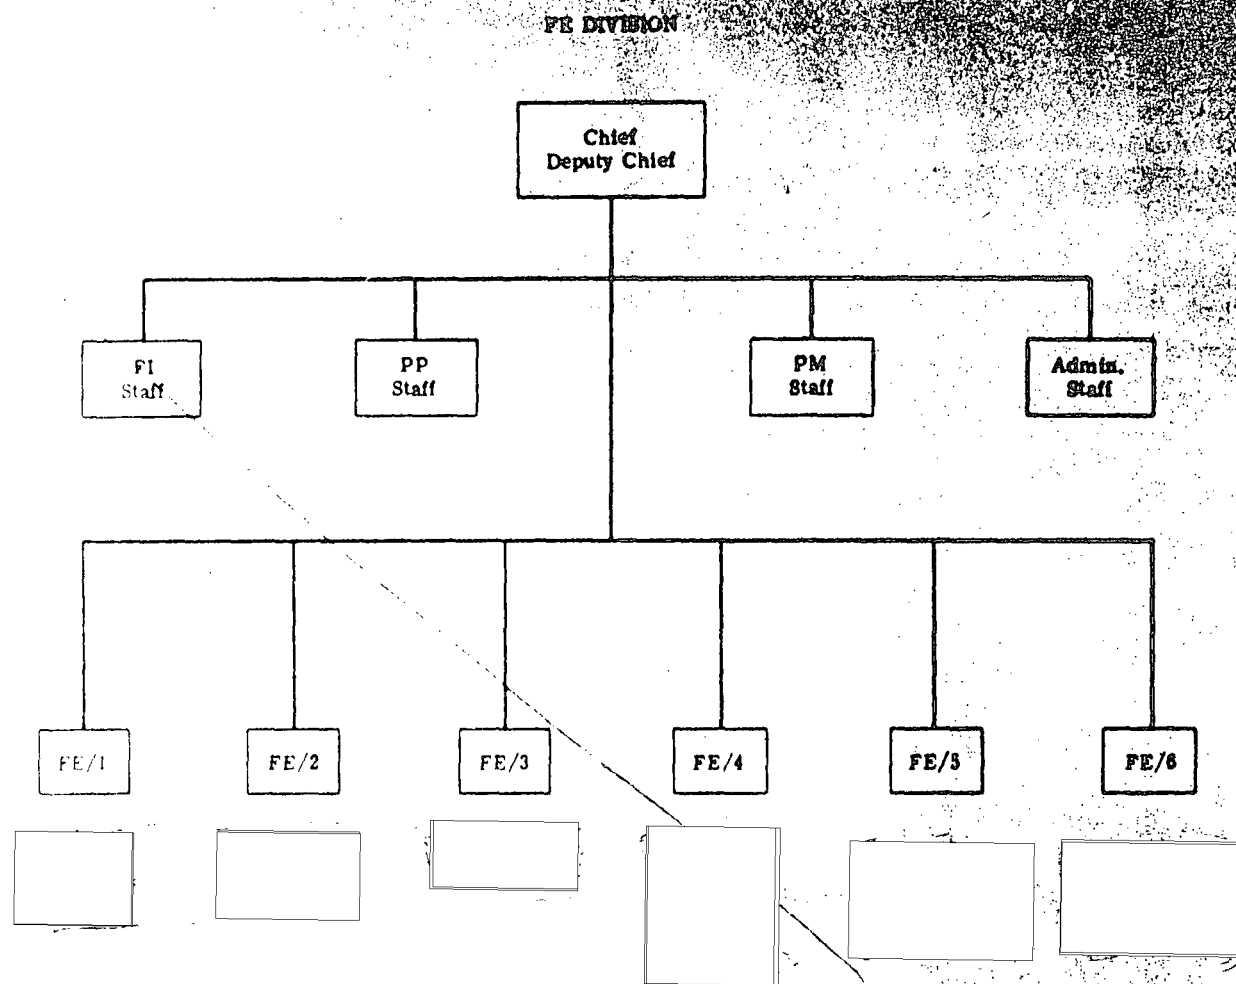 FE DIVISION
Chief
Deputy Chief
FI
Staff
PP
Staff
PM
Staff
Admin.
Staff
FE/1
FE/2
FE/3
FE/4
FE/5
FE/6